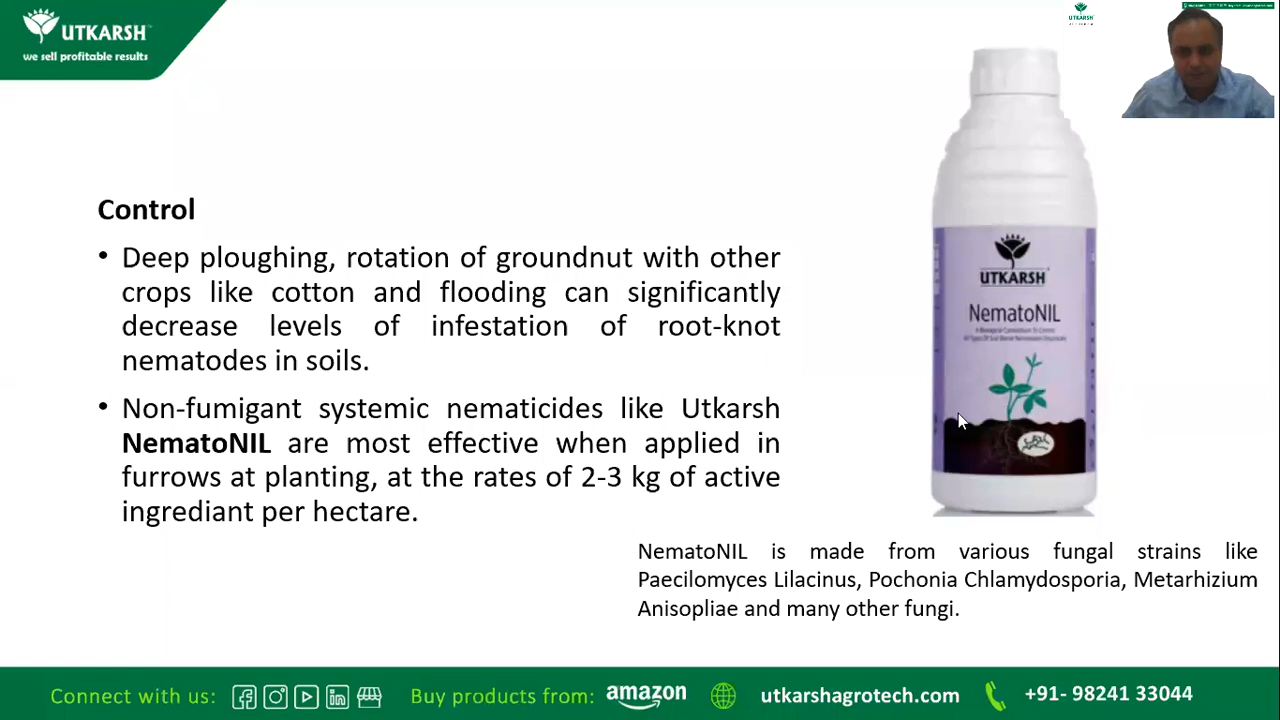 UTKARSH
we sell profitable results
UTKARSH
Control
• Deep ploughing, rotation of groundnut with other
crops like cotton and flooding can significantly
decrease levels of infestation of root-knot
nematodes in soils.
• Non-fumigant systemic nematicides like Utkarsh
NematoNIL are most effective when applied in
furrows at planting, at the rates of 2-3 kg of active
ingrediant per hectare.
UTKARSH
NematoNIL
NematoNIL is made from various fungal strains like
Paecilomyces Lilacinus, Pochonia Chlamydosporia, Metarhizium
Anisopliae and many other fungi.
Connect with us:
Buy products from: amazon
utkarshagrotech.com
+91- 98241 33044